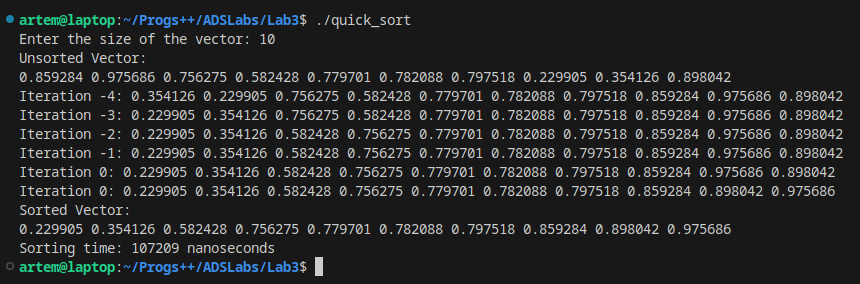 artem@laptop:~/Progs++/ADSLabs/Lab3$ ./quick_sort
Enter the size of the vector: 10
Unsorted Vector:
0.859284 0.975686 0.756275 0.582428 0.779701 0.782088 0.797518 0.229905 0.354126 0.898042
Iteration -4: 0.354126 0.229905 0.756275 0.582428 0.779701 0.782088 0.797518 0.859284 0.975686 0.898042
Iteration -3: 0.229905 0.354126 0.756275 0.582428 0.779701 0.782088 0.797518 0.859284 0.975686 0.898042
Iteration -2: 0.229905 0.354126 0.582428 0.756275 0.779701 0.782088 0.797518 0.859284 0.975686 0.898042
Iteration -1: 0.229905 0.354126 0.582428 0.756275 0.779701 0.782088 0.797518 0.859284 0.975686 0.898042
Iteration 0: 0.229905 0.354126 0.582428 0.756275 0.779701 0.782088 0.797518 0.859284 0.975686 0.898042
Iteration 0: 0.229905 0.354126 0.582428 0.756275 0.779701 0.782088 0.797518 0.859284 0.898042 0.975686
Sorted Vector:
0.229905 0.354126 0.582428 0.756275 0.779701 0.782088 0.797518 0.859284 0.898042 0.975686
Sorting time: 107209 nanoseconds
artem@laptop:~/Progs++/ADSLabs/Lab3$